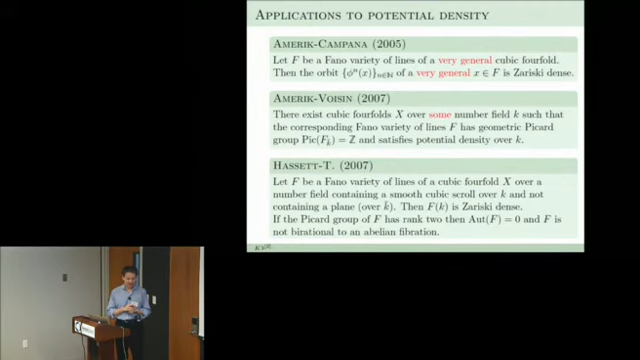 APPLICATIONS TO POTENTIAL DENSITY
AMERIK-CAMPANA (2005)
Let F be a Fano variety of lines of a very general cubic fourfold.
Then the orbit {ϕⁿ(x)}ₙ∈ℕ of a very general x ∈ F is Zariski dense.
AMERIK-VOISIN (2007)
There exist cubic fourfolds X over some number field k such that
the corresponding Fano variety of lines F has geometric Picard
group Pic(F_k̄) = ℤ and satisfies potential density over k.
HASSETT-T. (2007)
Let F be a Fano variety of lines of a cubic fourfold X over a
number field containing a smooth cubic scroll over k and not
containing a plane (over k̄). Then F(k) is Zariski dense.
If the Picard group of F has rank two then Aut(F) = 0 and F is
not birational to an abelian fibration.